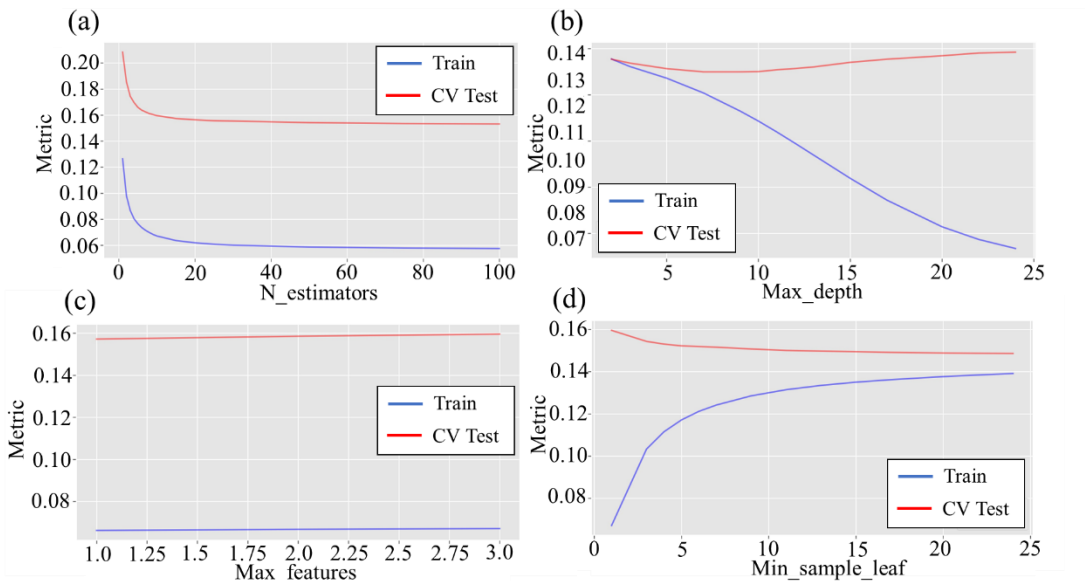 (a)
0.20
0.18
0.16
0.14
0.12
0.10
0.08
0.06
Metric
0
20
40
60
80
100
N_estimators
Train
CV Test
(b)
0.14
0.13
0.12
0.11
0.10
0.09
0.07
Metric
5
10
15
20
25
Max_depth
Train
CV Test
(c)
0.16
0.14
0.12
0.10
0.08
Metric
1.0
1.25
1.5
1.75
2.0
2.25
2.5
2.75
3.0
Max_features
Train
CV Test
(d)
0.16
0.14
0.12
0.10
0.08
Metric
0
5
10
15
20
25
Min_sample_leaf
Train
CV Test